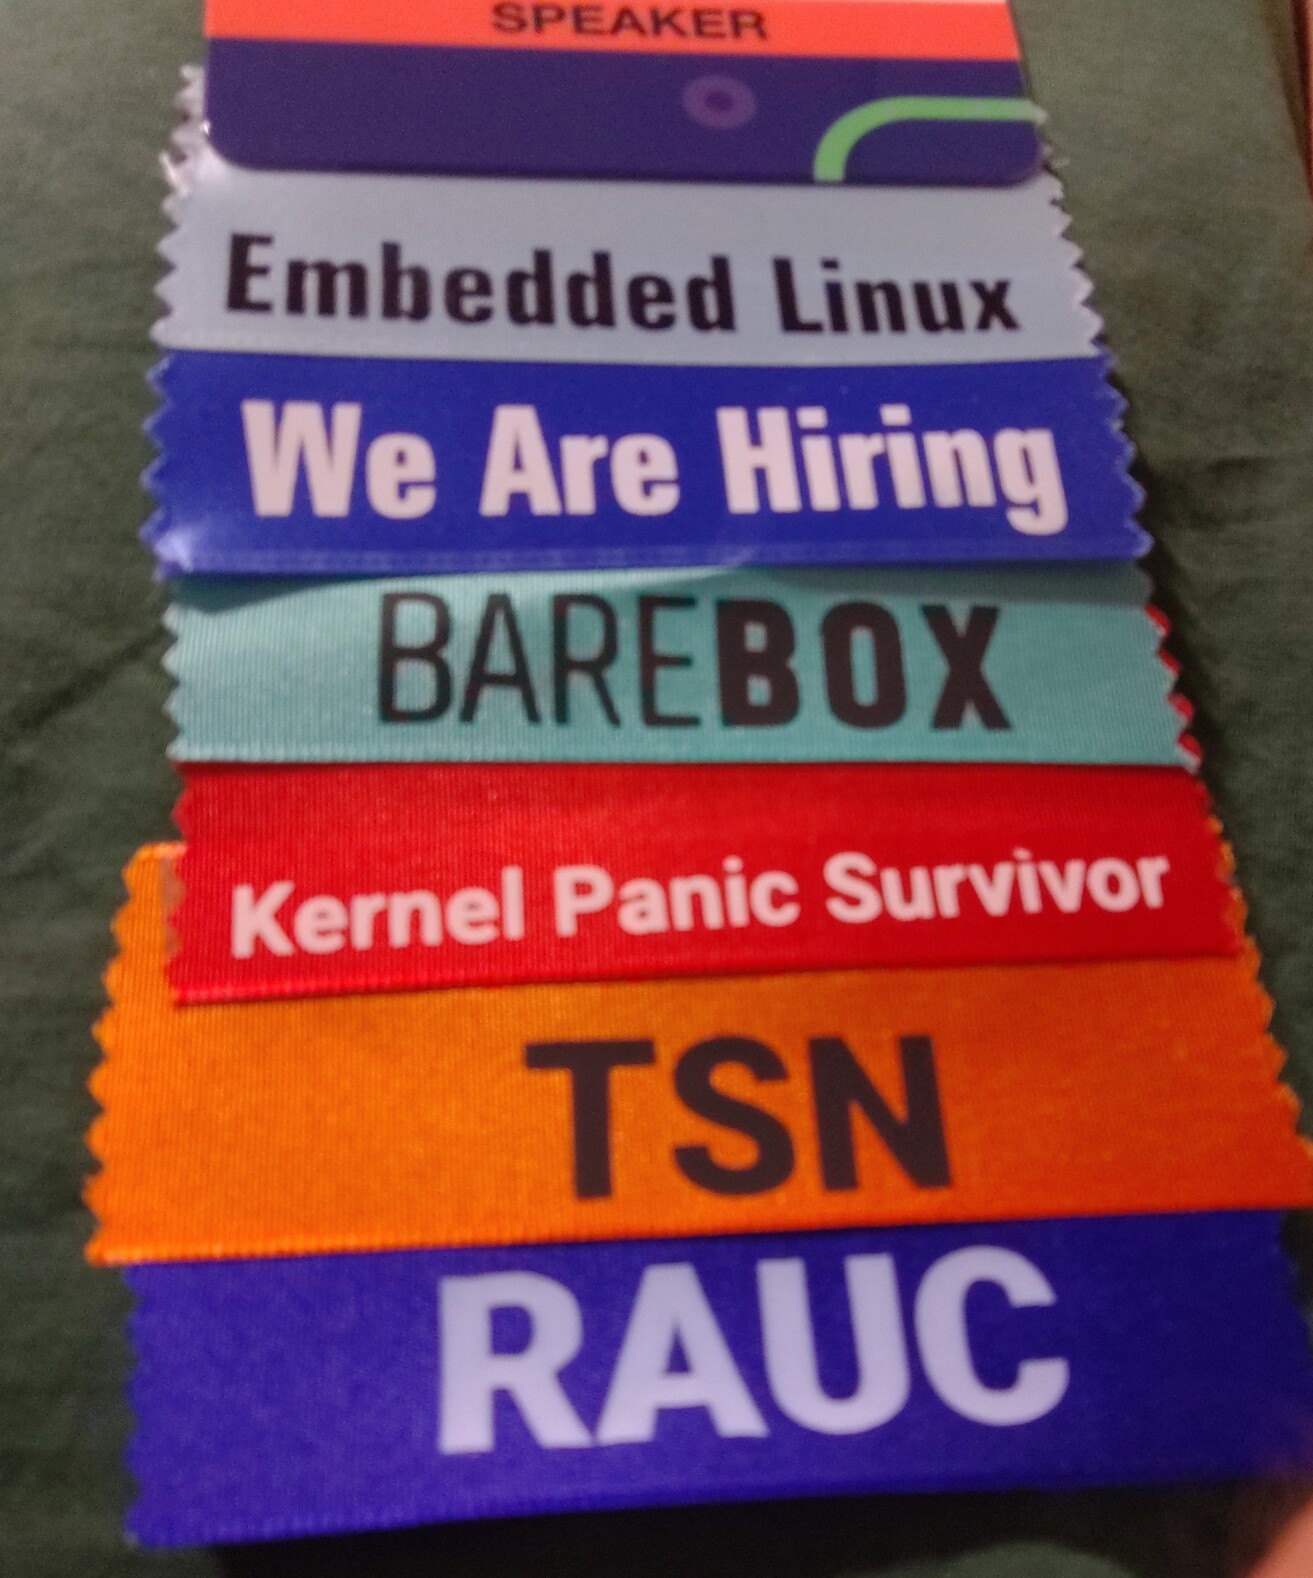 SPEAKER
Embedded Linux
We Are Hiring
BAREBOX
Kernel Panic Survivor
TSN
RAUC